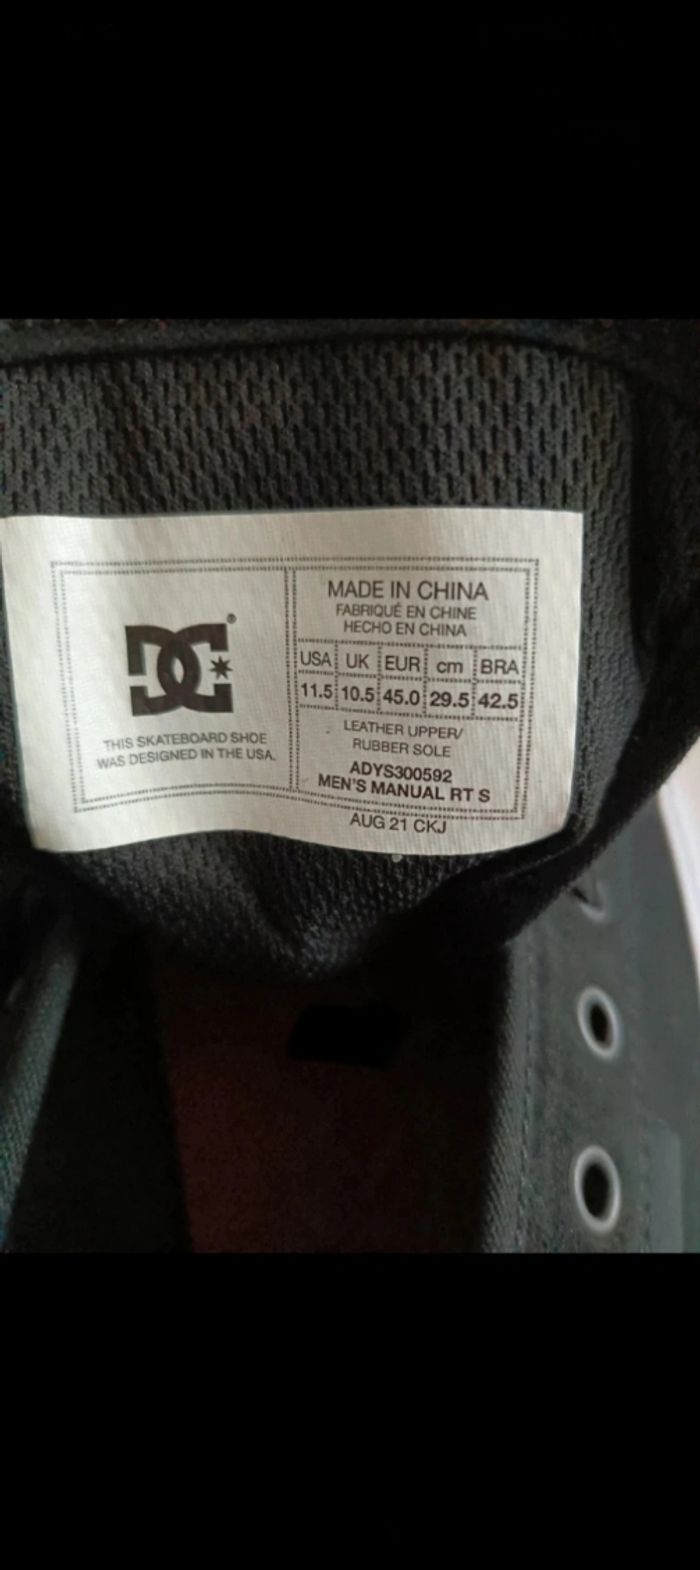 DC®
THIS SKATEBOARD SHOE
WAS DESIGNED IN THE USA.
MADE IN CHINA
FABRIQUÉ EN CHINE
HECHO EN CHINA
USA UK EUR cm BRA
11.5 10.5 45.0 29.5 42.5
LEATHER UPPER/
RUBBER SOLE
ADYS300592
MEN'S MANUAL RT S
AUG 21 CKJ